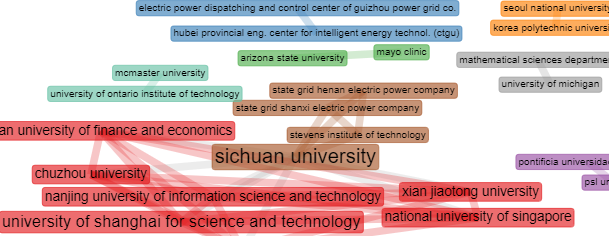 electric power dispatching and control center of guizhou power grid co.
seoul national university
hubei provincial eng. center for intelligent energy technol. (ctgu)
korea polytechnic universi
arizona state university
mayo clinic
mathematical sciences departme
mcmaster university
university of michigan
university of ontario institute of technology
state grid henan electric power company
state grid shanxi electric power company
an university of finance and economics
stevens institute of technology
sichuan university
pontificia universida
chuzhou university
psl un
xian jiaotong university
nanjing university of information science and technology
university of shanghai for science and technology
national university of singapore